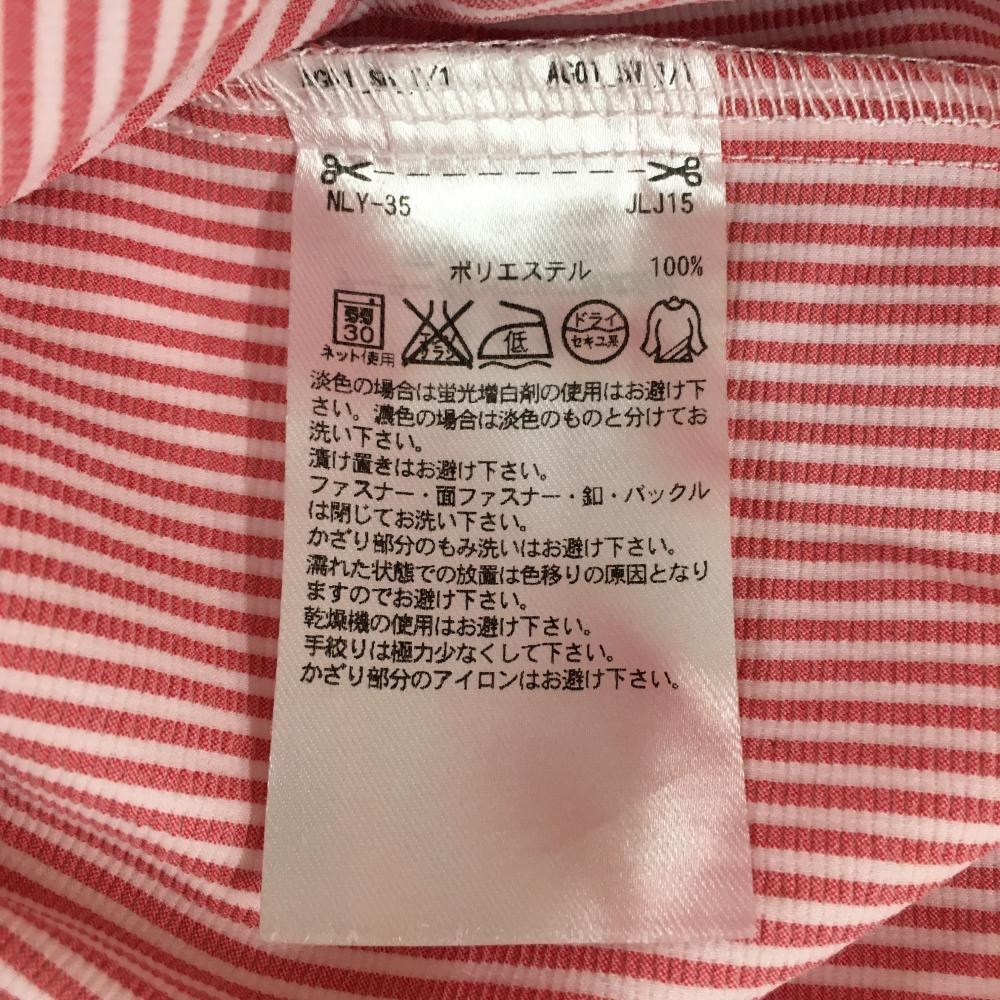 AG01_SW_1/1 AG01_SW_1/1
NLY-35 JLJ15
ポリエステル 100%
弱 30 エンソ サラシ 低 ドライ セキユ系
ネット使用
淡色の場合は蛍光増白剤の使用はお避け下
さい。濃色の場合は淡色のものと分けてお
洗い下さい。
漬け置きはお避け下さい。
ファスナー・面ファスナー・釦・バックル
は閉じてお洗い下さい。
かざり部分のもみ洗いはお避け下さい。
濡れた状態での放置は色移りの原因となり
ますのでお避け下さい。
乾燥機の使用はお避け下さい。
手絞りは極力少なくして下さい。
かざり部分のアイロンはお避け下さい。